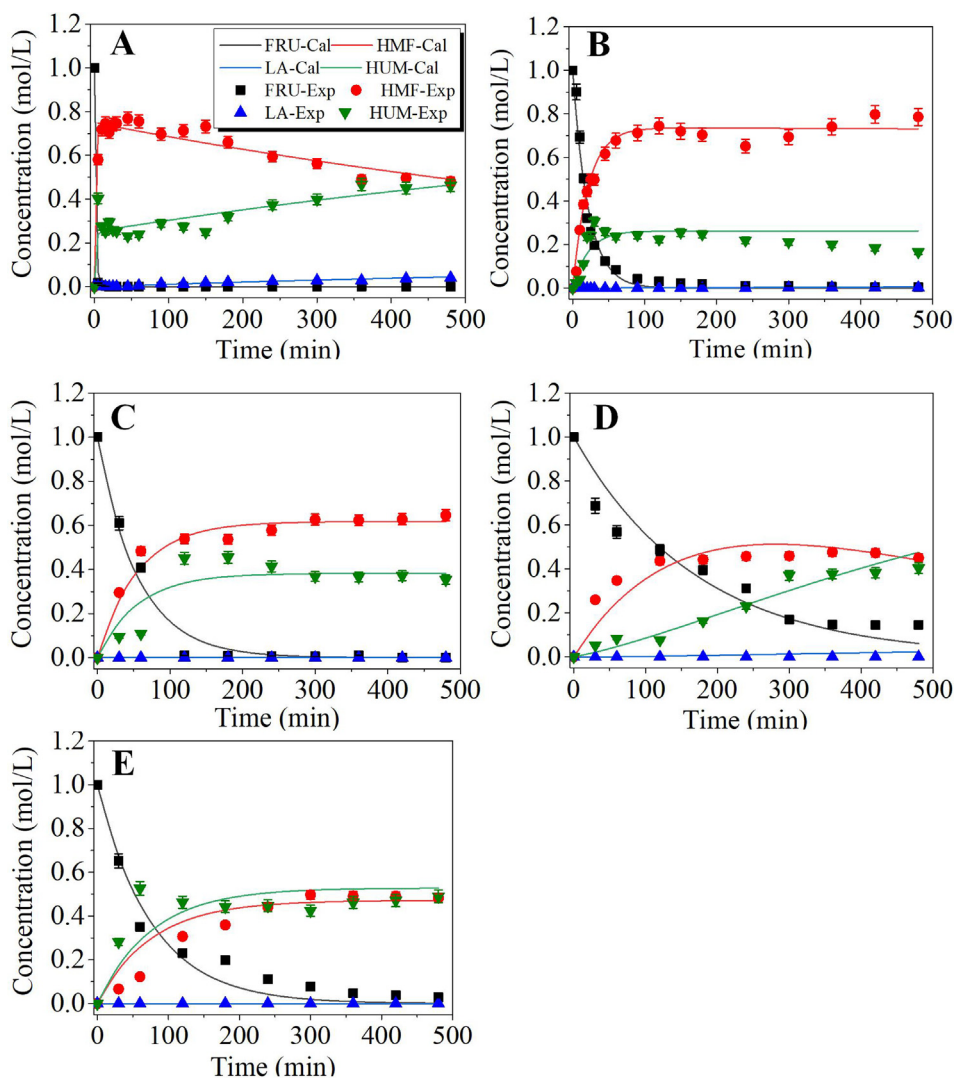 A
FRU-Cal HMF-Cal
LA-Cal HUM-Cal
FRU-Exp HMF-Exp
LA-Exp HUM-Exp
Concentration (mol/L)
1.2
1.0
0.8
0.6
0.4
0.2
0.0
0 100 200 300 400 500
Time (min)
B
Concentration (mol/L)
1.2
1.0
0.8
0.6
0.4
0.2
0.0
0 100 200 300 400 500
Time (min)
C
Concentration (mol/L)
1.2
1.0
0.8
0.6
0.4
0.2
0.0
0 100 200 300 400 500
Time (min)
D
Concentration (mol/L)
1.2
1.0
0.8
0.6
0.4
0.2
0.0
0 100 200 300 400 500
Time (min)
E
Concentration (mol/L)
1.2
1.0
0.8
0.6
0.4
0.2
0.0
0 100 200 300 400 500
Time (min)